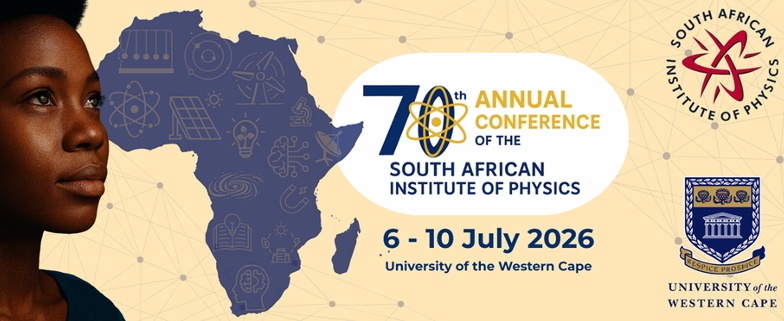 70th ANNUAL
CONFERENCE
OF THE
SOUTH AFRICAN
INSTITUTE OF PHYSICS
6 - 10 July 2026
University of the Western Cape
SOUTH AFRICAN
INSTITUTE OF PHYSICS
RESPICE PROSPICE
UNIVERSITY of the
WESTERN CAPE